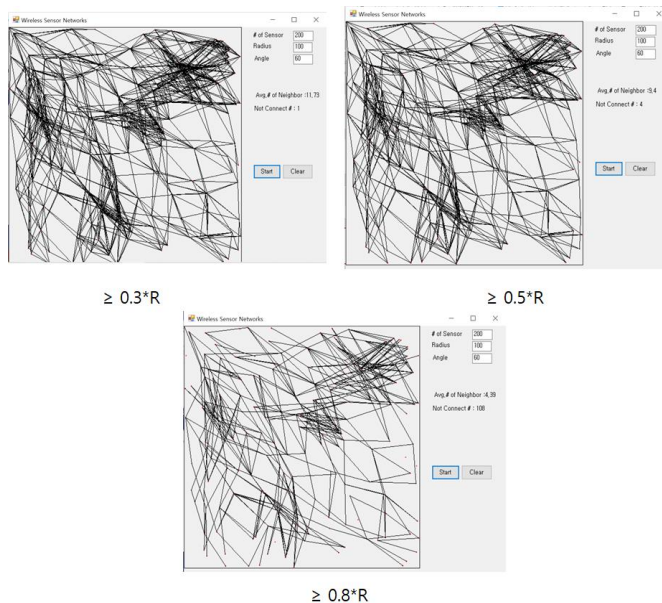 Wireless Sensor Networks
# of Sensor 200
Radius 100
Angle 60
Avg,# of Neighbor :11,73
Not Connect # : 1
Start Clear
≥ 0.3*R
Wireless Sensor Networks
# of Sensor 200
Radius 100
Angle 60
Avg,# of Neighbor :9,4
Not Connect # : 4
Start Clear
≥ 0.5*R
Wireless Sensor Networks
# of Sensor 200
Radius 100
Angle 60
Avg,# of Neighbor :4,39
Not Connect # : 108
Start Clear
≥ 0.8*R